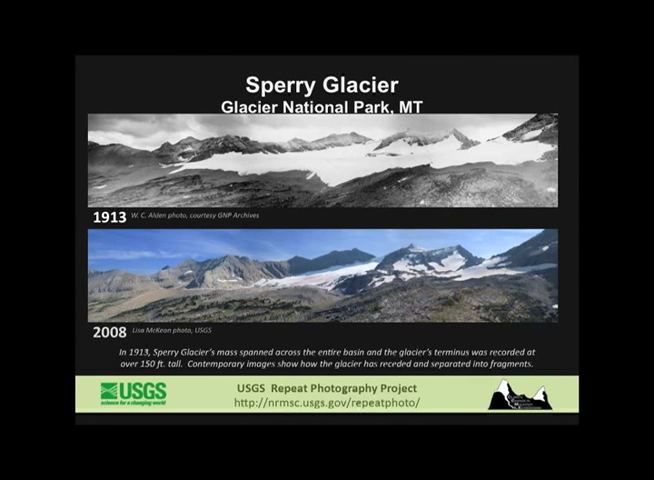 Sperry Glacier
Glacier National Park, MT
1913 W. C. Alden photo, courtesy GNP Archives
2008 Lisa McKeon photo, USGS
In 1913, Sperry Glacier's mass spanned across the entire basin and the glacier's terminus was recorded at
over 150 ft. tall. Contemporary images show how the glacier has receded and separated into fragments.
USGS
science for a changing world
USGS Repeat Photography Project
http://nrmsc.usgs.gov/repeatphoto/